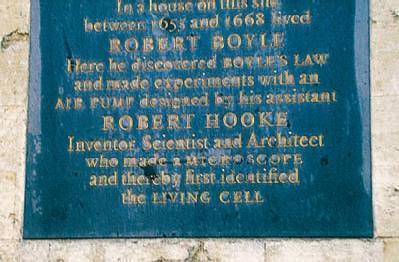 In a house on this site
between 1655 and 1668 lived
ROBERT BOYLE
Here he discovered BOYLE'S LAW
and made experiments with an
AIR PUMP designed by his assistant
ROBERT HOOKE
Inventor Scientist and Architect
who made a MICROSCOPE
and thereby first identified
the LIVING CELL